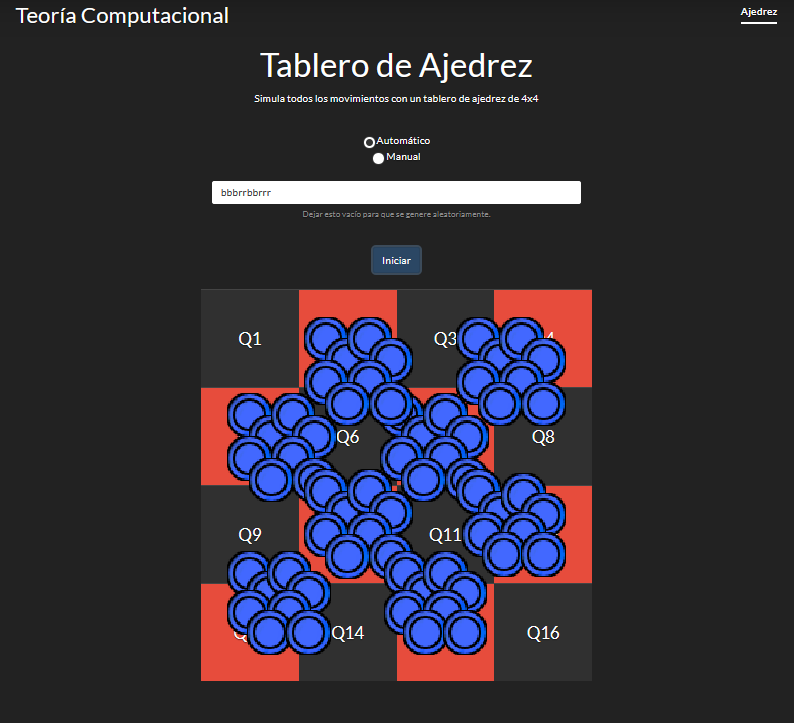 Teoría Computacional
Ajedrez
Tablero de Ajedrez
Simula todos los movimientos con un tablero de ajedrez de 4x4
Automático
Manual
bbbrrbbrrr
Dejar esto vacío para que se genere aleatoriamente.
Iniciar
Q1
Q3
Q6
Q8
Q9
Q11
Q14
Q16